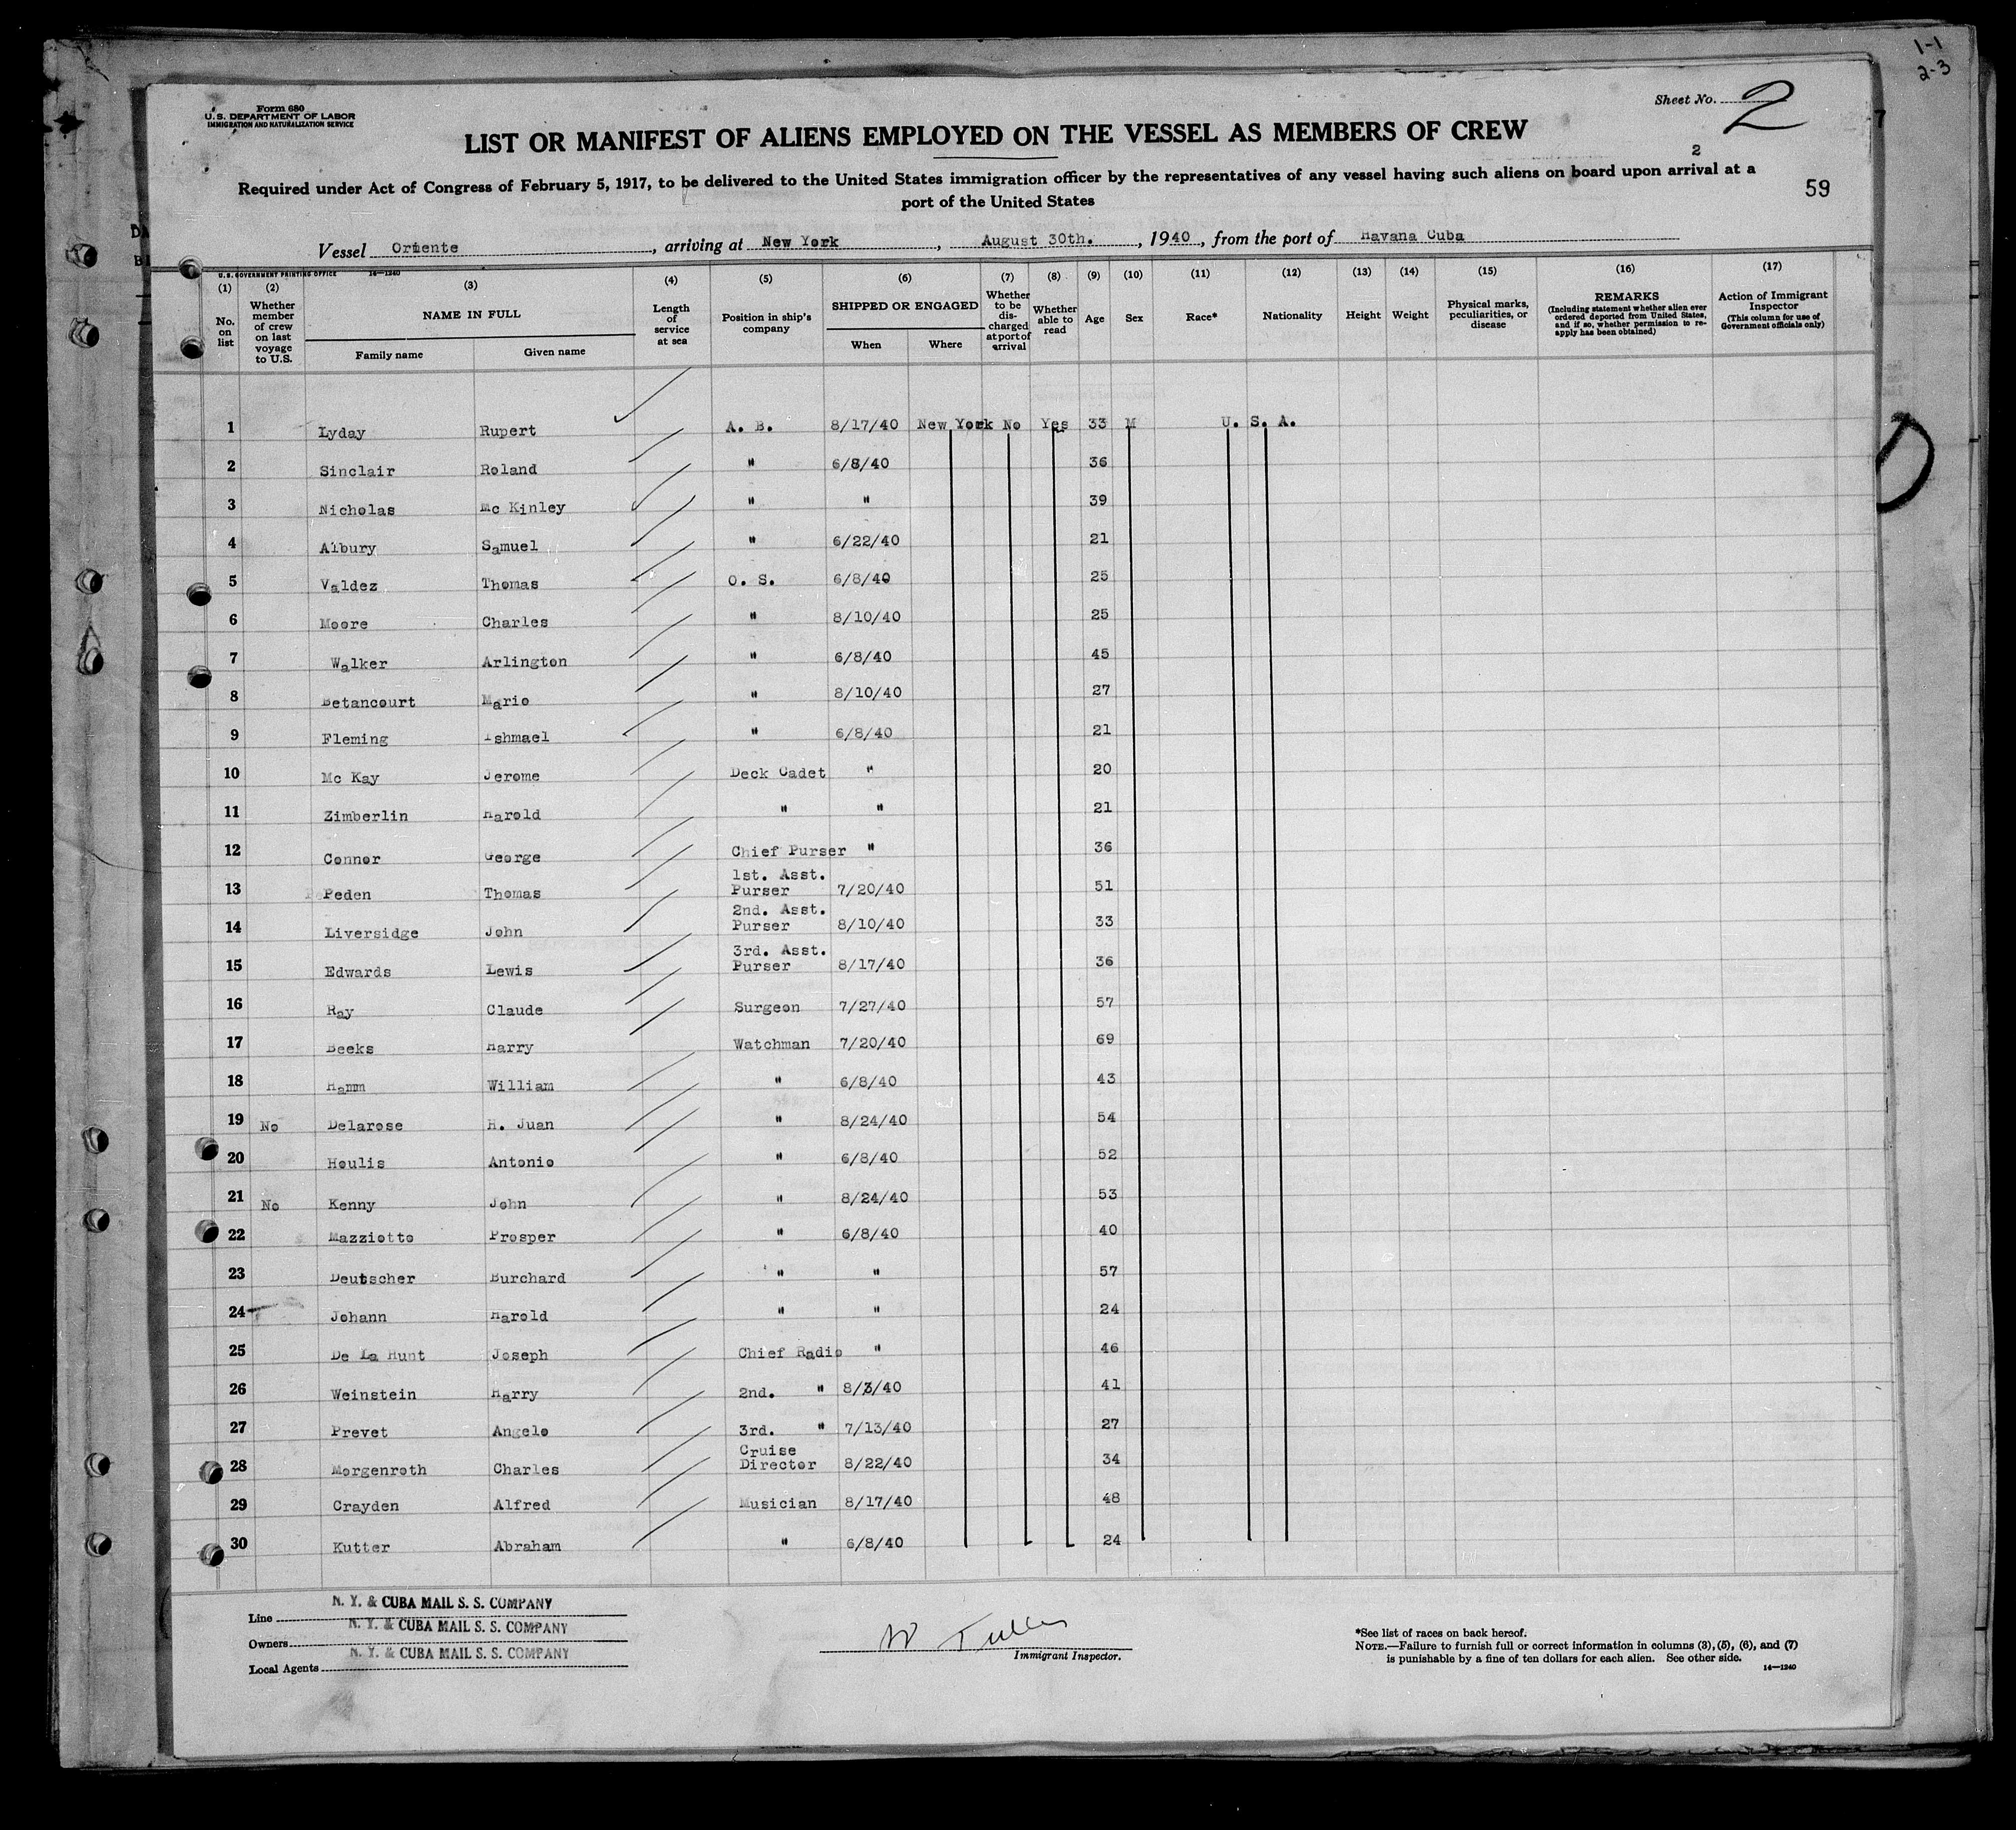 1-1
2-3
Form 680
U.S. DEPARTMENT OF LABOR
IMMIGRATION AND NATURALIZATION SERVICE
Sheet No. 2
LIST OR MANIFEST OF ALIENS EMPLOYED ON THE VESSEL AS MEMBERS OF CREW
2
Required under Act of Congress of February 5, 1917, to be delivered to the United States immigration officer by the representatives of any vessel having such aliens on board upon arrival at a
port of the United States
59
Vessel Oriente, arriving at New York, August 30th., 1940, from the port of Havana Cuba
U.S. GOVERNMENT PRINTING OFFICE 14—1240
(1) No. on list
(2) Whether member of crew on last voyage to U.S.
(3) NAME IN FULL Family name Given name
(4) Length of service at sea
(5) Position in ship's company
(6) SHIPPED OR ENGAGED When Where
(7) Whether to be discharged at port of arrival
(8) Whether able to read
(9) Age
(10) Sex
(11) Race*
(12) Nationality
(13) Height
(14) Weight
(15) Physical marks, peculiarities, or disease
(16) REMARKS (Including statement whether alien ever ordered deported from United States, and if so, whether permission to re-apply has been obtained)
(17) Action of Immigrant Inspector (This column for use of Government officials only)
1 Lyday Rupert A. B. 8/17/40 New York No Yes 33 M U. S. A.
2 Sinclair Roland " 6/8/40 36
3 Nicholas Mc Kinley " " 39
4 Albury Samuel " 6/22/40 21
5 Valdez Thomas O. S. 6/8/40 25
6 Moore Charles " 8/10/40 25
7 Walker Arlington " 6/8/40 45
8 Betancourt Mario " 8/10/40 27
9 Fleming Ishmael " 6/8/40 21
10 Mc Kay Jerome Deck Cadet " 20
11 Zimberlin Harold " " 21
12 Connor George Chief Purser " 36
13 Peden Thomas 1st. Asst. Purser 7/20/40 51
14 Liversidge John 2nd. Asst. Purser 8/10/40 33
15 Edwards Lewis 3rd. Asst. Purser 8/17/40 36
16 Ray Claude Surgeon 7/27/40 57
17 Beeks Harry Watchman 7/20/40 69
18 Hamm William " 6/8/40 43
19 No Delarose H. Juan " 8/24/40 54
20 Houlis Antonio " 6/8/40 52
21 No Kenny John " 8/24/40 53
22 Mazziotto Prosper " 6/8/40 40
23 Deutscher Burchard " " 57
24 Johann Harold " " 24
25 De La Hunt Joseph Chief Radio " 46
26 Weinstein Harry 2nd. " 8/3/40 41
27 Prevet Angelo 3rd. " 7/13/40 27
28 Morgenroth Charles Cruise Director 8/22/40 34
29 Crayden Alfred Musician 8/17/40 48
30 Kutter Abraham " 6/8/40 24
Line N. Y. & CUBA MAIL S. S. COMPANY
Owners N. Y. & CUBA MAIL S. S. COMPANY
Local Agents N. Y. & CUBA MAIL S. S. COMPANY
Immigrant Inspector.
*See list of races on back hereof.
NOTE.—Failure to furnish full or correct information in columns (3), (5), (6), and (7)
is punishable by a fine of ten dollars for each alien. See other side.
14—1240